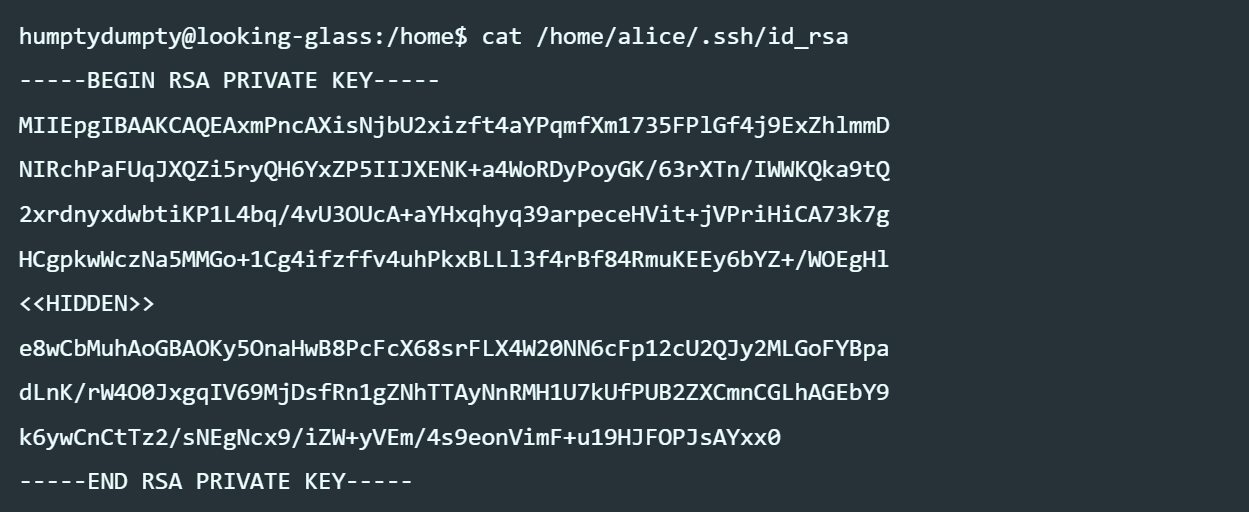 humptydumpty@looking-glass:/home$ cat /home/alice/.ssh/id_rsa
-----BEGIN RSA PRIVATE KEY-----
MIIEpgIBAAKCAQEAxmPncAXisNjbU2xizft4aYPqmfXm1735FPlGf4j9ExZhlmmD
NIRchPaFUqJXQZi5ryQH6YxZP5IIJXENK+a4WoRDyPoyGK/63rXTn/IWWKQka9tQ
2xrdnyxdwbtiKP1L4bq/4vU3OUcA+aYHxqhyq39arpeceHVit+jVPriHiCA73k7g
HCgpkwWczNa5MMGo+1Cg4ifzffv4uhPkxBLLl3f4rBf84RmuKEEy6bYZ+/WOEgHl
<<HIDDEN>>
e8wCbMuhAoGBAOKy5OnaHwB8PcFcX68srFLX4W20NN6cFp12cU2QJy2MLGoFYBpa
dLnK/rW4O0JxgqIV69MjDsfRn1gZNhTTAyNnRMH1U7kUfPUB2ZXCmnCGLhAGEbY9
k6ywCnCtTz2/sNEgNcx9/iZW+yVEm/4s9eonVimF+u19HJFOPJsAYxx0
-----END RSA PRIVATE KEY-----